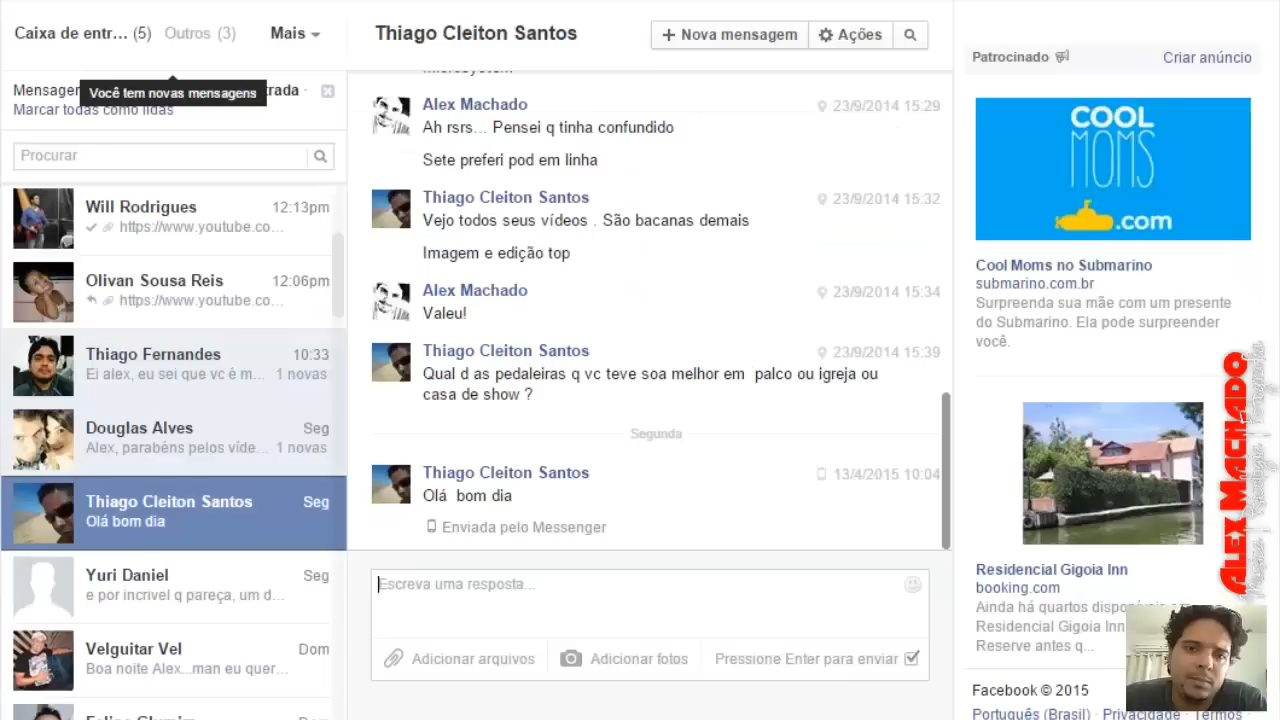 Caixa de entr... (5) Outros (3) Mais
Você tem novas mensagens
Mensagen trada ·
Marcar todas como lidas
Procurar
Will Rodrigues 12:13pm
https://www.youtube.co...
Olivan Sousa Reis 12:06pm
https://www.youtube.co...
Thiago Fernandes 10:33
Ei alex, eu sei que vc é m... 1 novas
Douglas Alves Seg
Alex, parabèns pelos víde... 1 novas
Thiago Cleiton Santos Seg
Olá bom dia
Yuri Daniel Seg
e por incrivel q pareça, um d...
Velguitar Vel Dom
Boa noite Alex...man eu quer...
Dom
Thiago Cleiton Santos
+ Nova mensagem Ações
Alex Machado 23/9/2014 15:29
Ah rsrs... Pensei q tinha confundido
Sete preferi pod em linha
Thiago Cleiton Santos 23/9/2014 15:32
Vejo todos seus vídeos . São bacanas demais
Imagem e edição top
Alex Machado 23/9/2014 15:34
Valeu!
Thiago Cleiton Santos 23/9/2014 15:39
Qual d as pedaleiras q vc teve soa melhor em palco ou igreja ou
casa de show ?
Segunda
Thiago Cleiton Santos 13/4/2015 10:04
Olá bom dia
Enviada pelo Messenger
Escreva uma resposta...
Adicionar arquivos Adicionar fotos Pressione Enter para enviar
Patrocinado Criar anúncio
COOL
MOMS
.com
Cool Moms no Submarino
submarino.com.br
Surpreenda sua mãe com um presente
do Submarino. Ela pode surpreender
você.
Residencial Gigoia Inn
booking.com
Ainda há quartos dispon
Residencial Gigoia Inn
Reserve antes q...
Facebook © 2015
Português (Brasil) · Privacidade · Termos ·
ALEX MACHADO